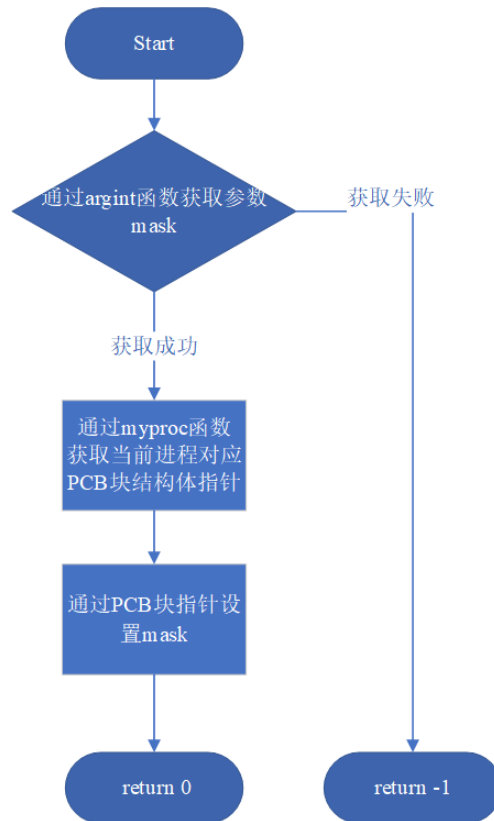 Start
通过argint函数获取参数
mask
获取失败
获取成功
通过myproc函数
获取当前进程对应
PCB块结构体指针
通过PCB块指针设
置mask
return 0
return -1